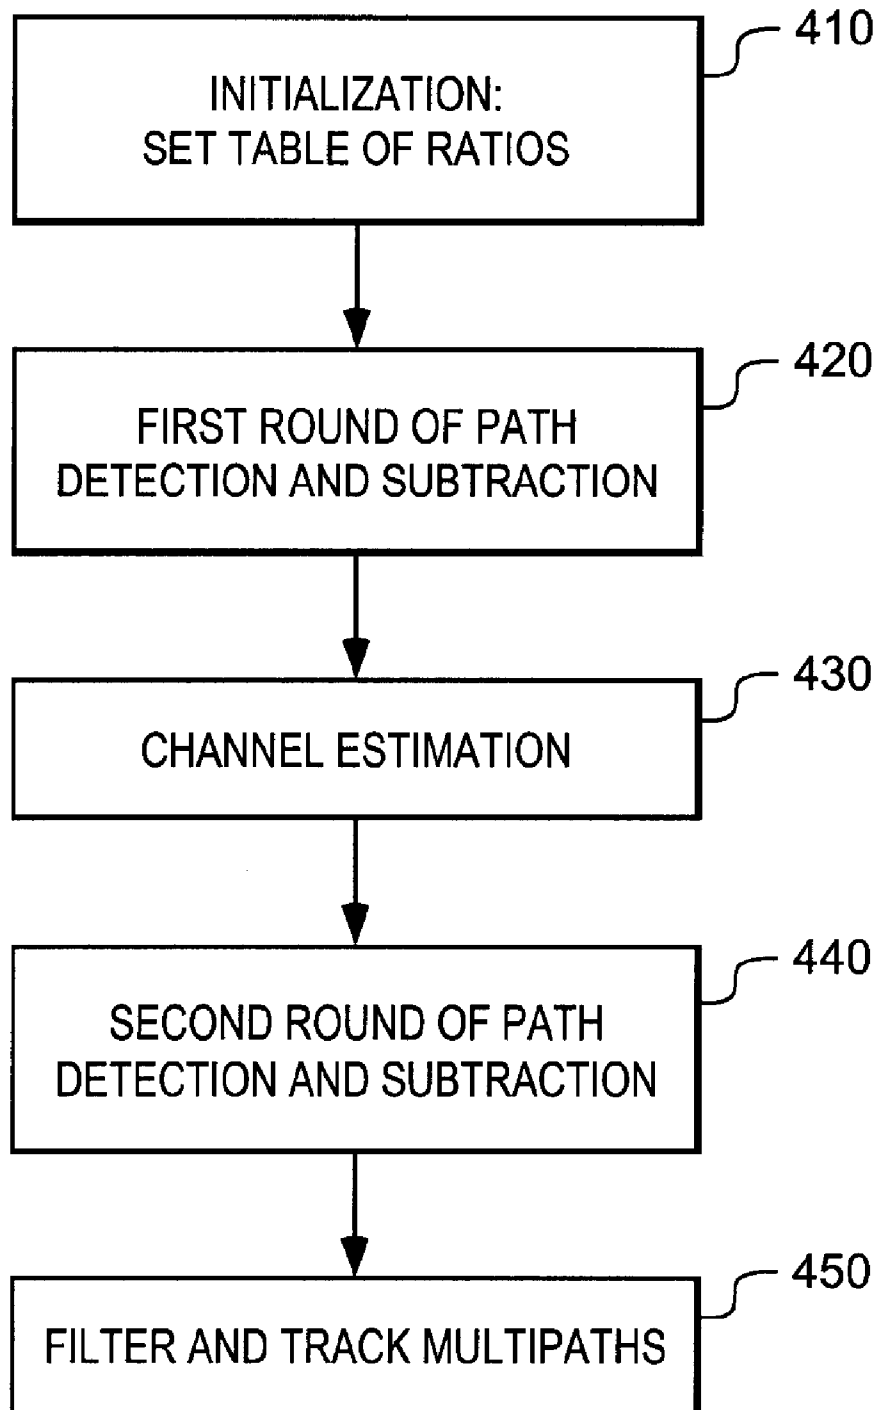 410
INITIALIZATION:
SET TABLE OF RATIOS
420
FIRST ROUND OF PATH
DETECTION AND SUBTRACTION
430
CHANNEL ESTIMATION
440
SECOND ROUND OF PATH
DETECTION AND SUBTRACTION
450
FILTER AND TRACK MULTIPATHS